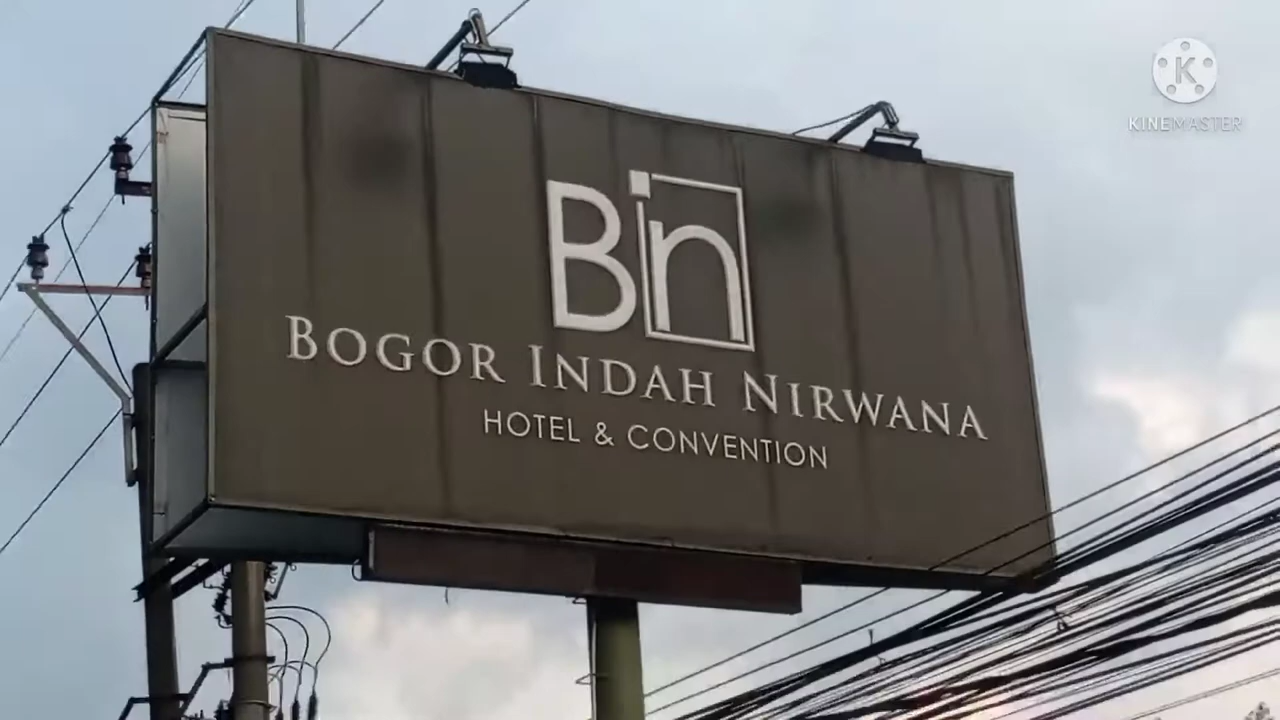 K
KINEMASTER
Bin
BOGOR INDAH NIRWANA
HOTEL & CONVENTION